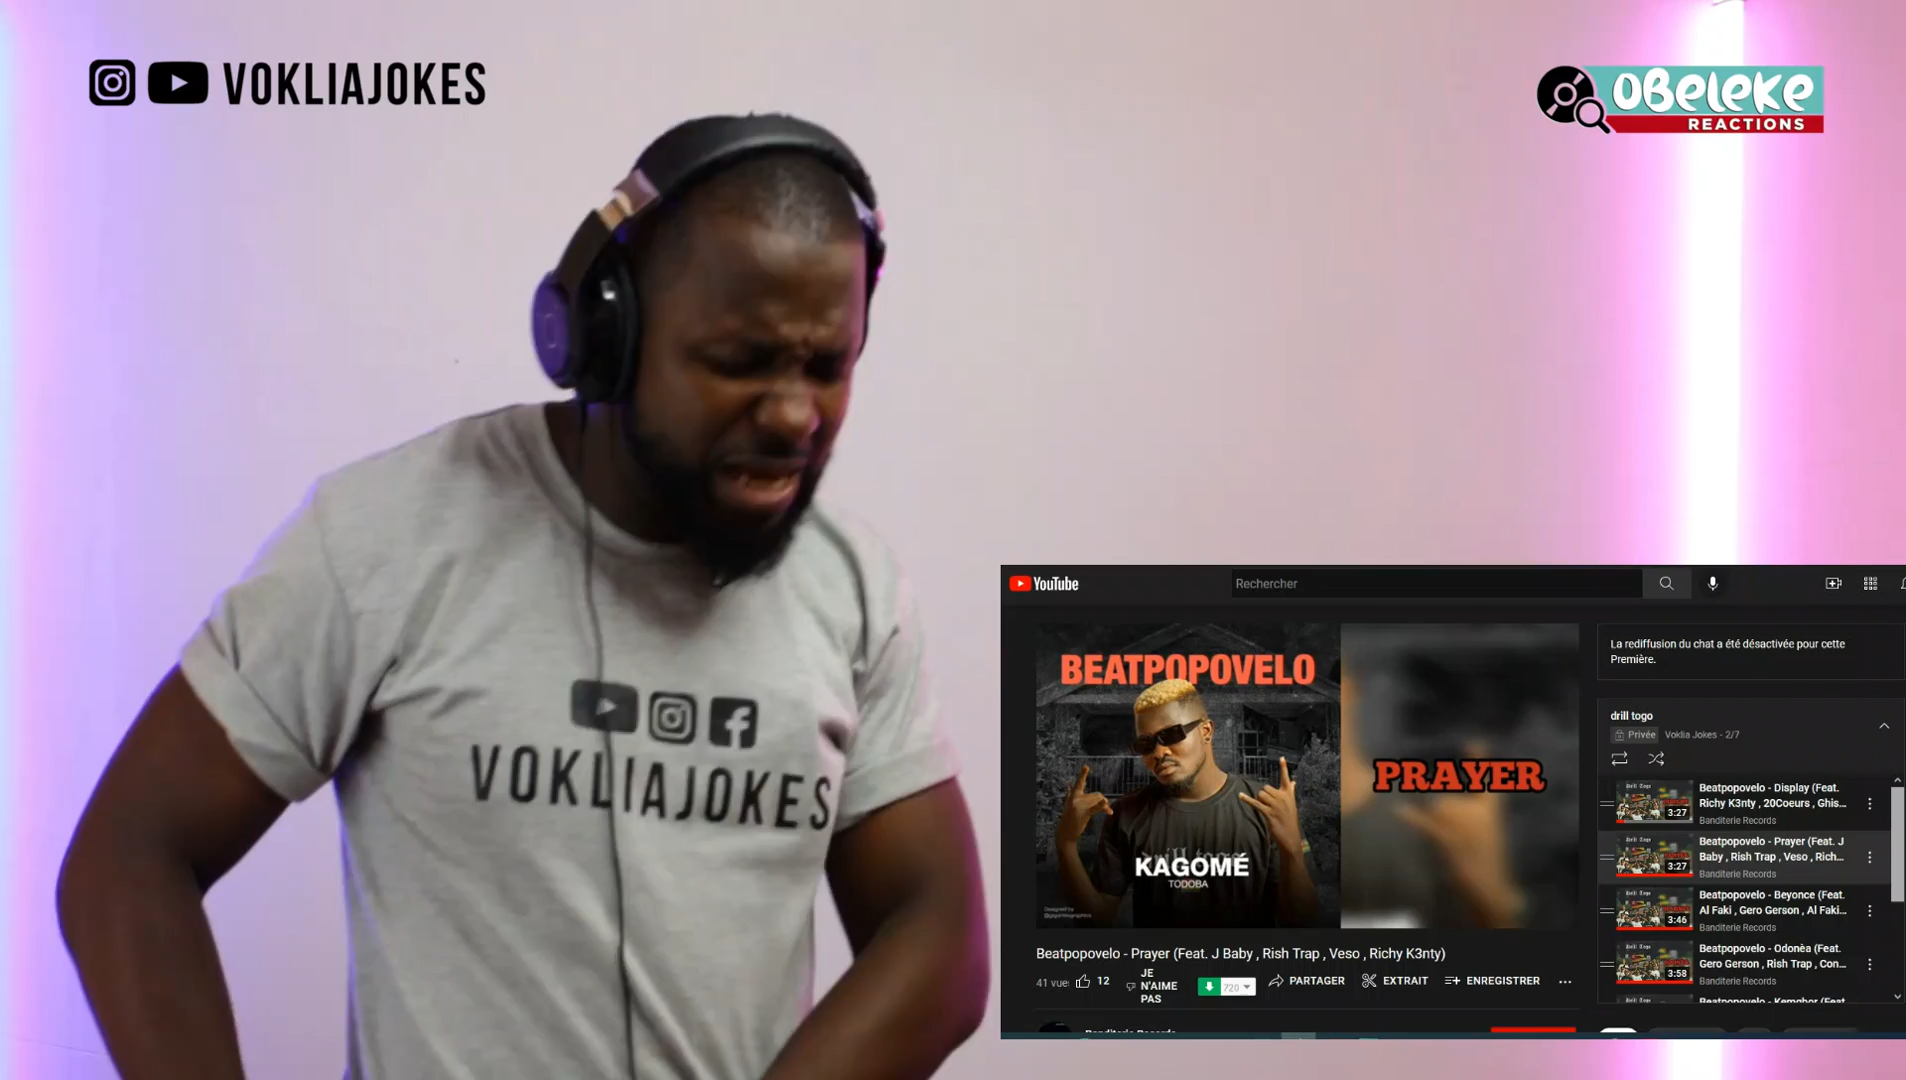 VOKLIAJOKES
OBELEKE
REACTIONS
VOKLIAJOKES
YouTube
Rechercher
BEATPOPOVELO
KAGOMÉ
TODOBA
PRAYER
Beatpopovelo - Prayer (Feat. J Baby , Rish Trap , Veso , Richy K3nty)
41 vues
12
JE
N'AIME
PAS
720
PARTAGER
EXTRAIT
ENREGISTRER
La rediffusion du chat a été désactivée pour cette
Première.
drill togo
Privée Voklia Jokes - 2/7
Beatpopovelo - Display (Feat.
Richy K3nty , 20Coeurs , Ghis...
Banditerie Records
3:27
Beatpopovelo - Prayer (Feat. J
Baby , Rish Trap , Veso , Rich...
Banditerie Records
3:27
Beatpopovelo - Beyonce (Feat.
Al Faki , Gero Gerson , Al Faki...
Banditerie Records
3:46
Beatpopovelo - Odonèa (Feat.
Gero Gerson , Rish Trap , Con...
Banditerie Records
3:58